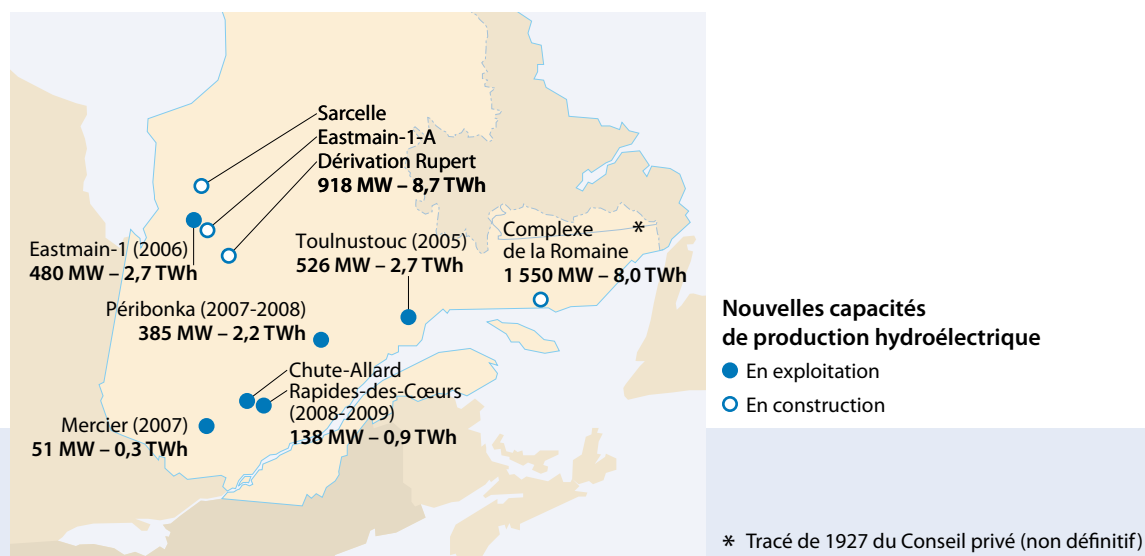 Sarcelle
Eastmain-1-A
Dérivation Rupert
918 MW – 8,7 TWh
Eastmain-1 (2006)
480 MW – 2,7 TWh
Toulnustouc (2005)
526 MW – 2,7 TWh
Complexe *
de la Romaine
1 550 MW – 8,0 TWh
Péribonka (2007-2008)
385 MW – 2,2 TWh
Chute-Allard
Rapides-des-Cœurs
(2008-2009)
138 MW – 0,9 TWh
Mercier (2007)
51 MW – 0,3 TWh
Nouvelles capacités
de production hydroélectrique
En exploitation
En construction
* Tracé de 1927 du Conseil privé (non définitif)